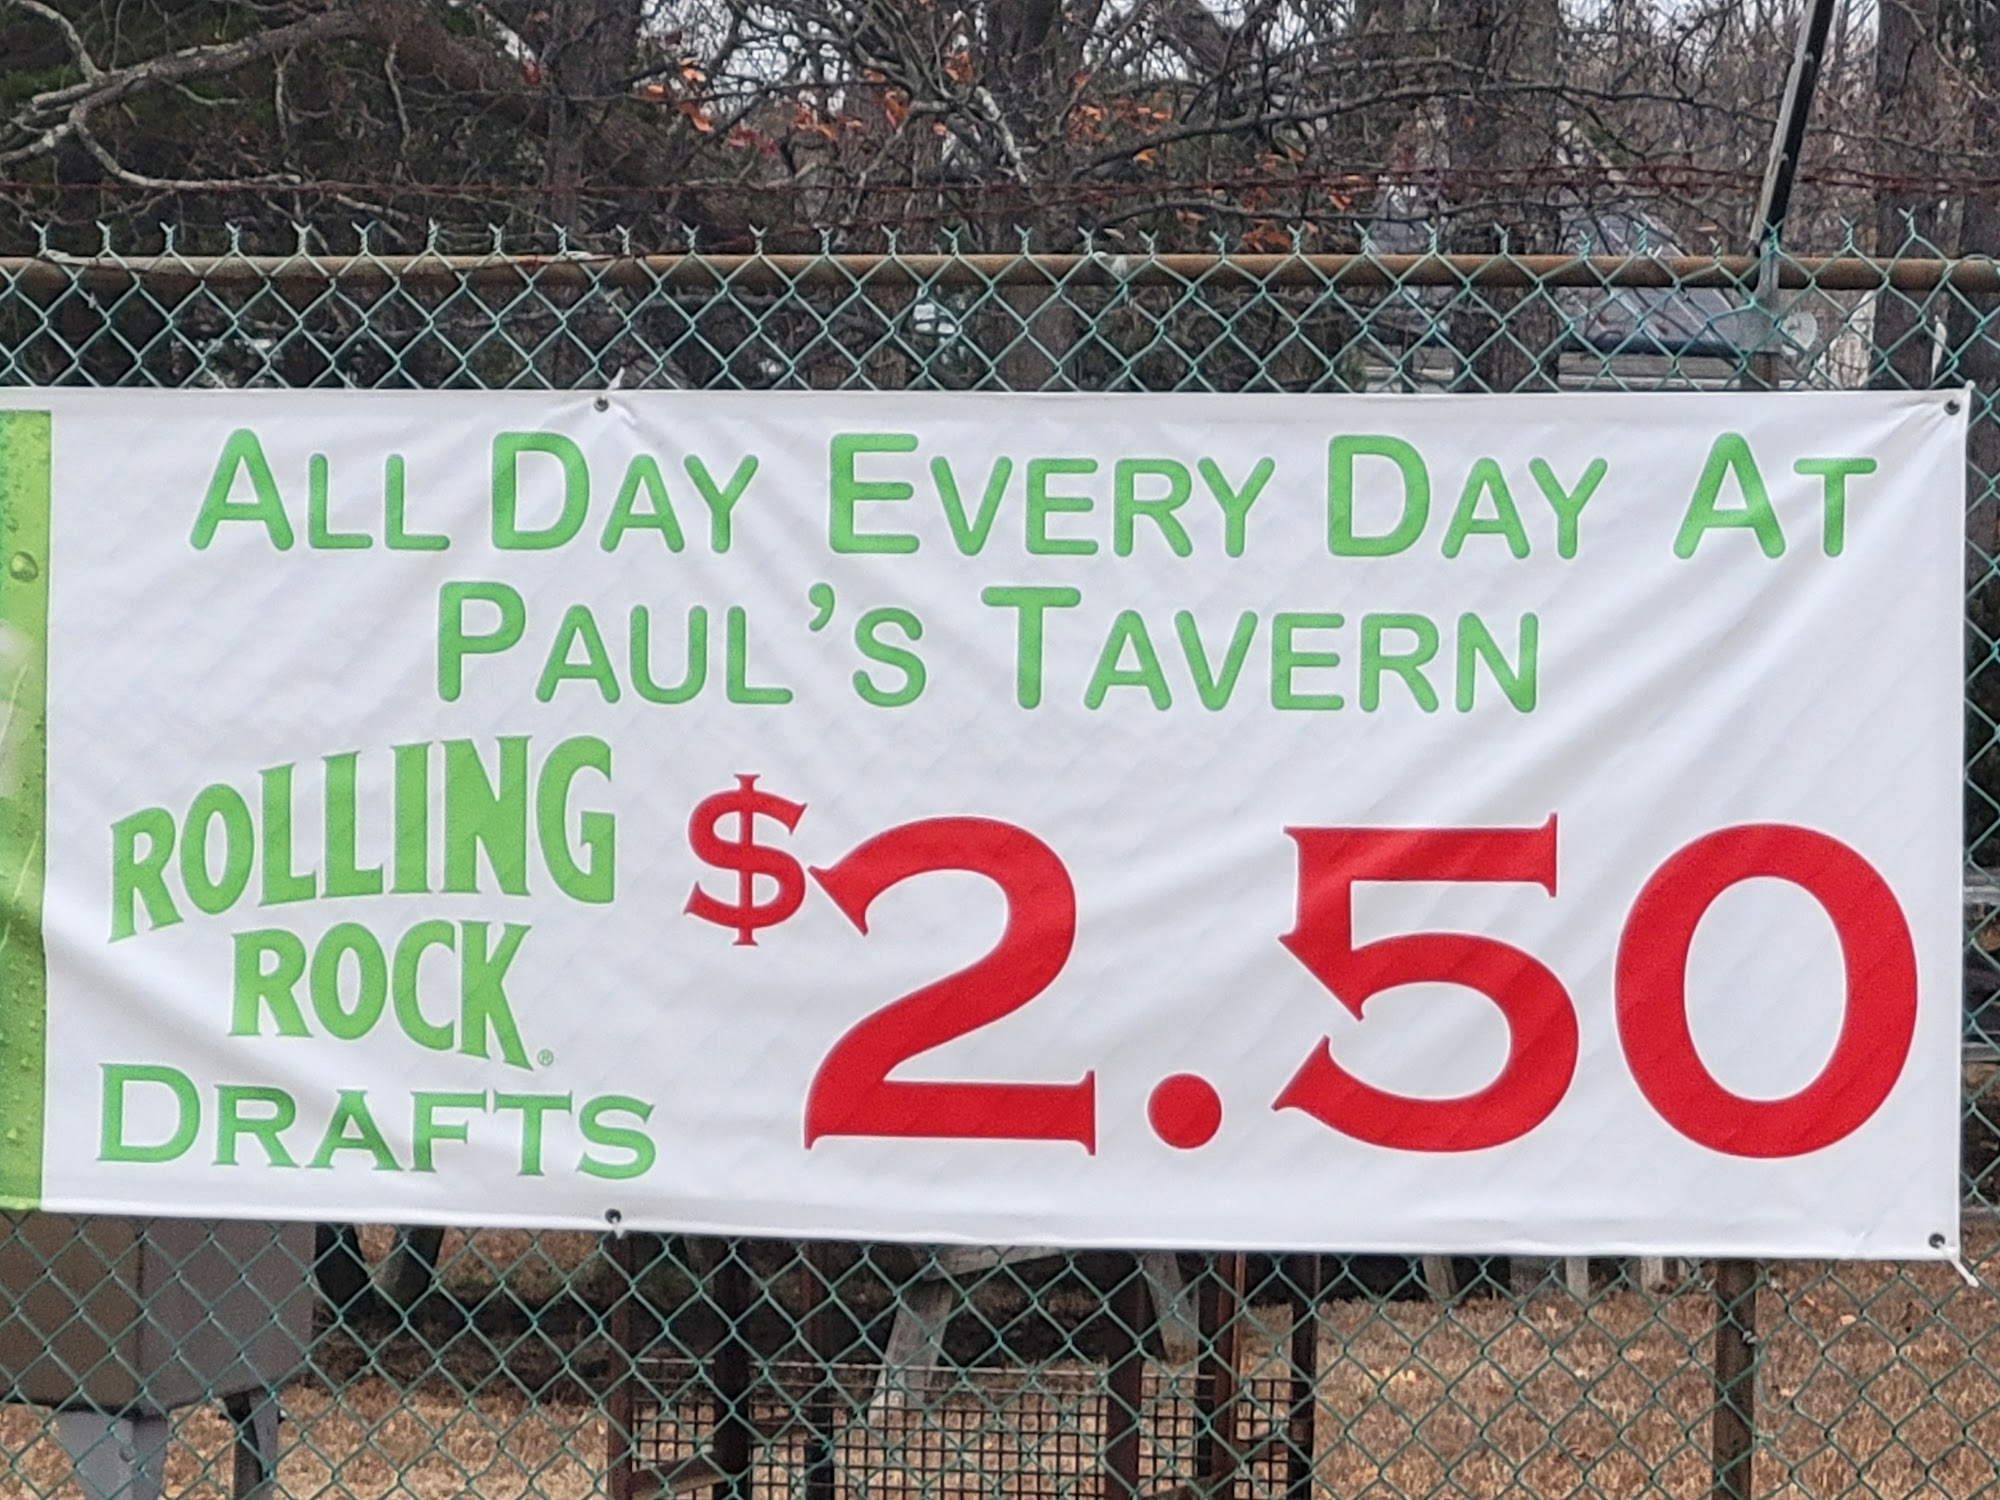 All Day Every Day At
Paul's Tavern
ROLLING
ROCK®
DRAFTS
$2.50